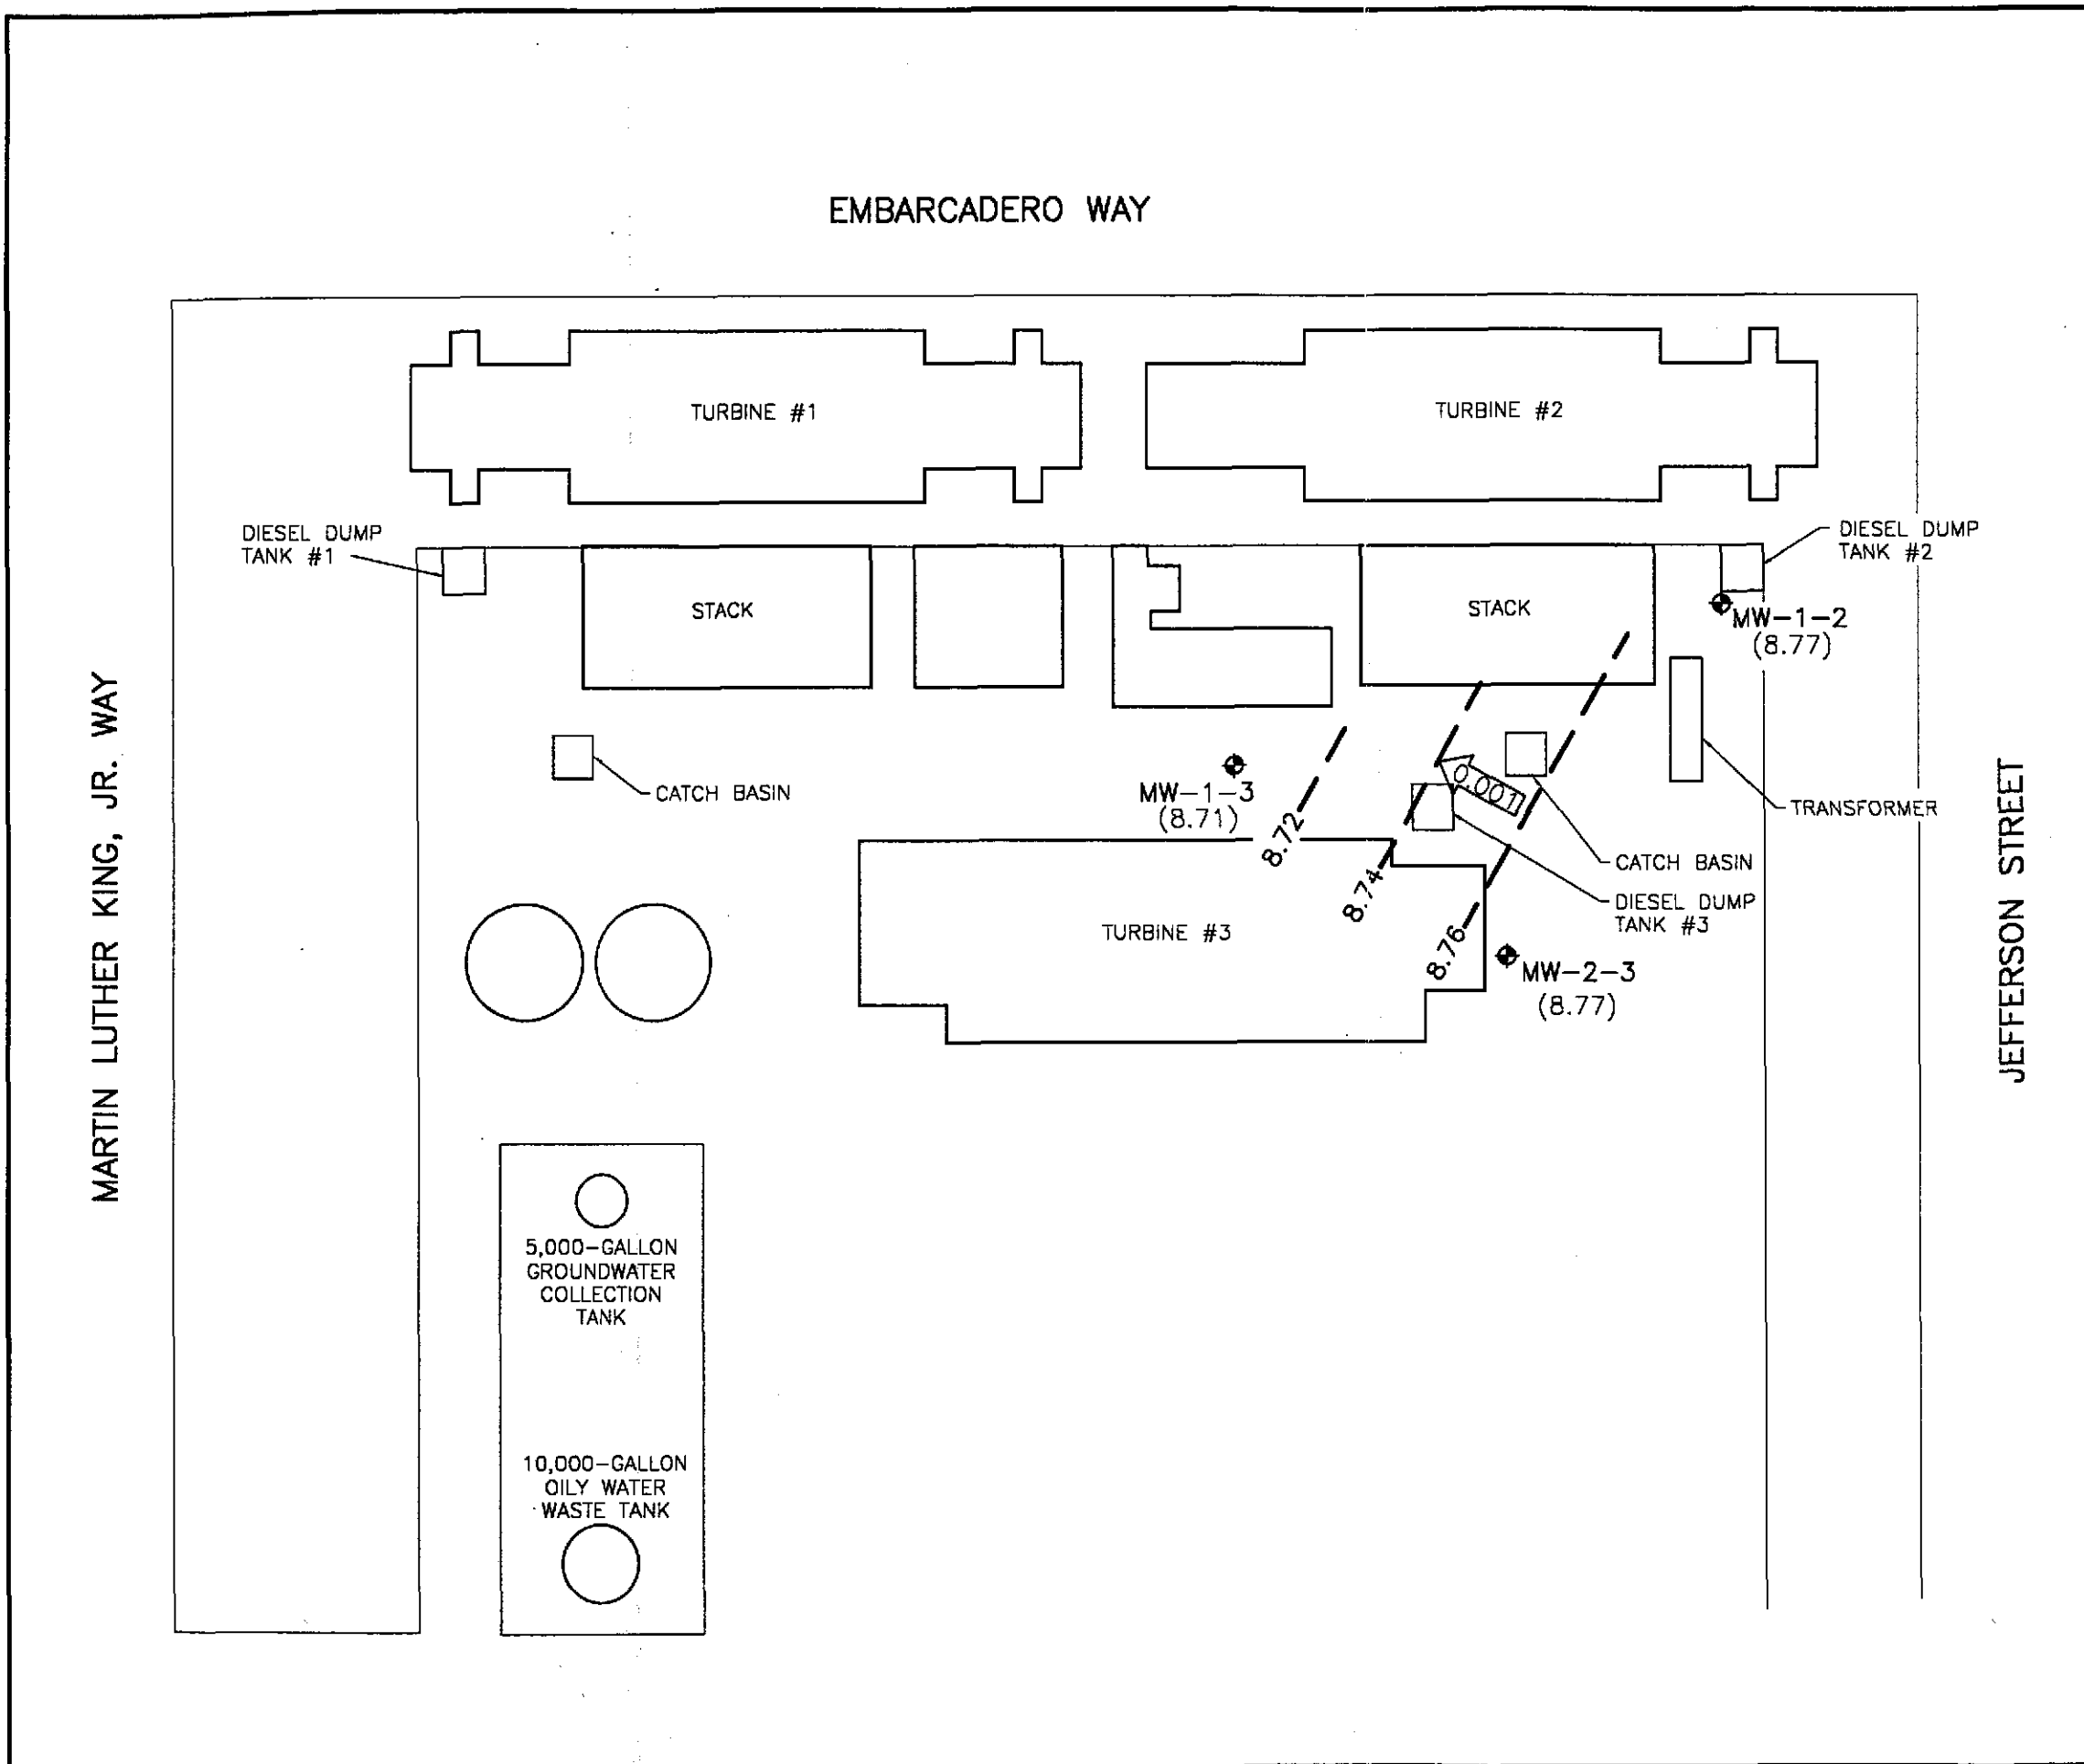 EMBARCADERO WAY
TURBINE #1
TURBINE #2
DIESEL DUMP
TANK #1
DIESEL DUMP
TANK #2
STACK
STACK
MW-1-2
(8.77)
MARTIN LUTHER KING, JR. WAY
CATCH BASIN
MW-1-3
(8.71)
8.72
8.74
8.76
0.001
TRANSFORMER
CATCH BASIN
DIESEL DUMP
TANK #3
TURBINE #3
MW-2-3
(8.77)
JEFFERSON STREET
5,000-GALLON
GROUNDWATER
COLLECTION
TANK
10,000-GALLON
OILY WATER
WASTE TANK